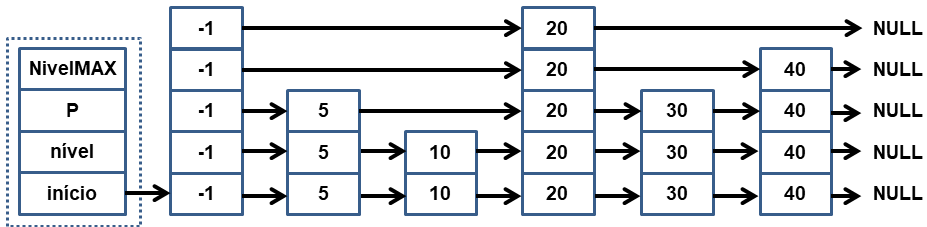 -1 20 NULL
NivelMAX -1 20 40 NULL
P -1 5 20 30 40 NULL
nível -1 5 10 20 30 40 NULL
início -1 5 10 20 30 40 NULL